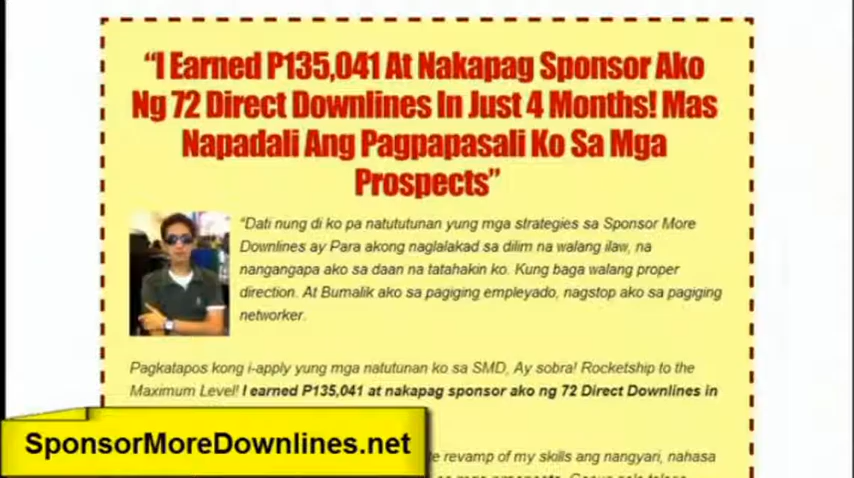 “I Earned P135,041 At Nakapag Sponsor Ako
Ng 72 Direct Downlines In Just 4 Months! Mas
Napadali Ang Pagpapasali Ko Sa Mga
Prospects”
“Dati nung di ko pa natututunan yung mga strategies sa Sponsor More
Downlines ay Para akong naglalakad sa dilim na walang ilaw, na
nangangapa ako sa daan na tatahakin ko. Kung baga walang proper
direction. At Bumalik ako sa pagiging empleyado, nagstop ako sa pagiging
networker.
Pagkatapos kong i-apply yung mga natutunan ko sa SMD, Ay sobra! Rocketship to the
Maximum Level! I earned P135,041 at nakapag sponsor ako ng 72 Direct Downlines in
revamp of my skills ang nangyari, nahasa
SponsorMoreDownlines.net